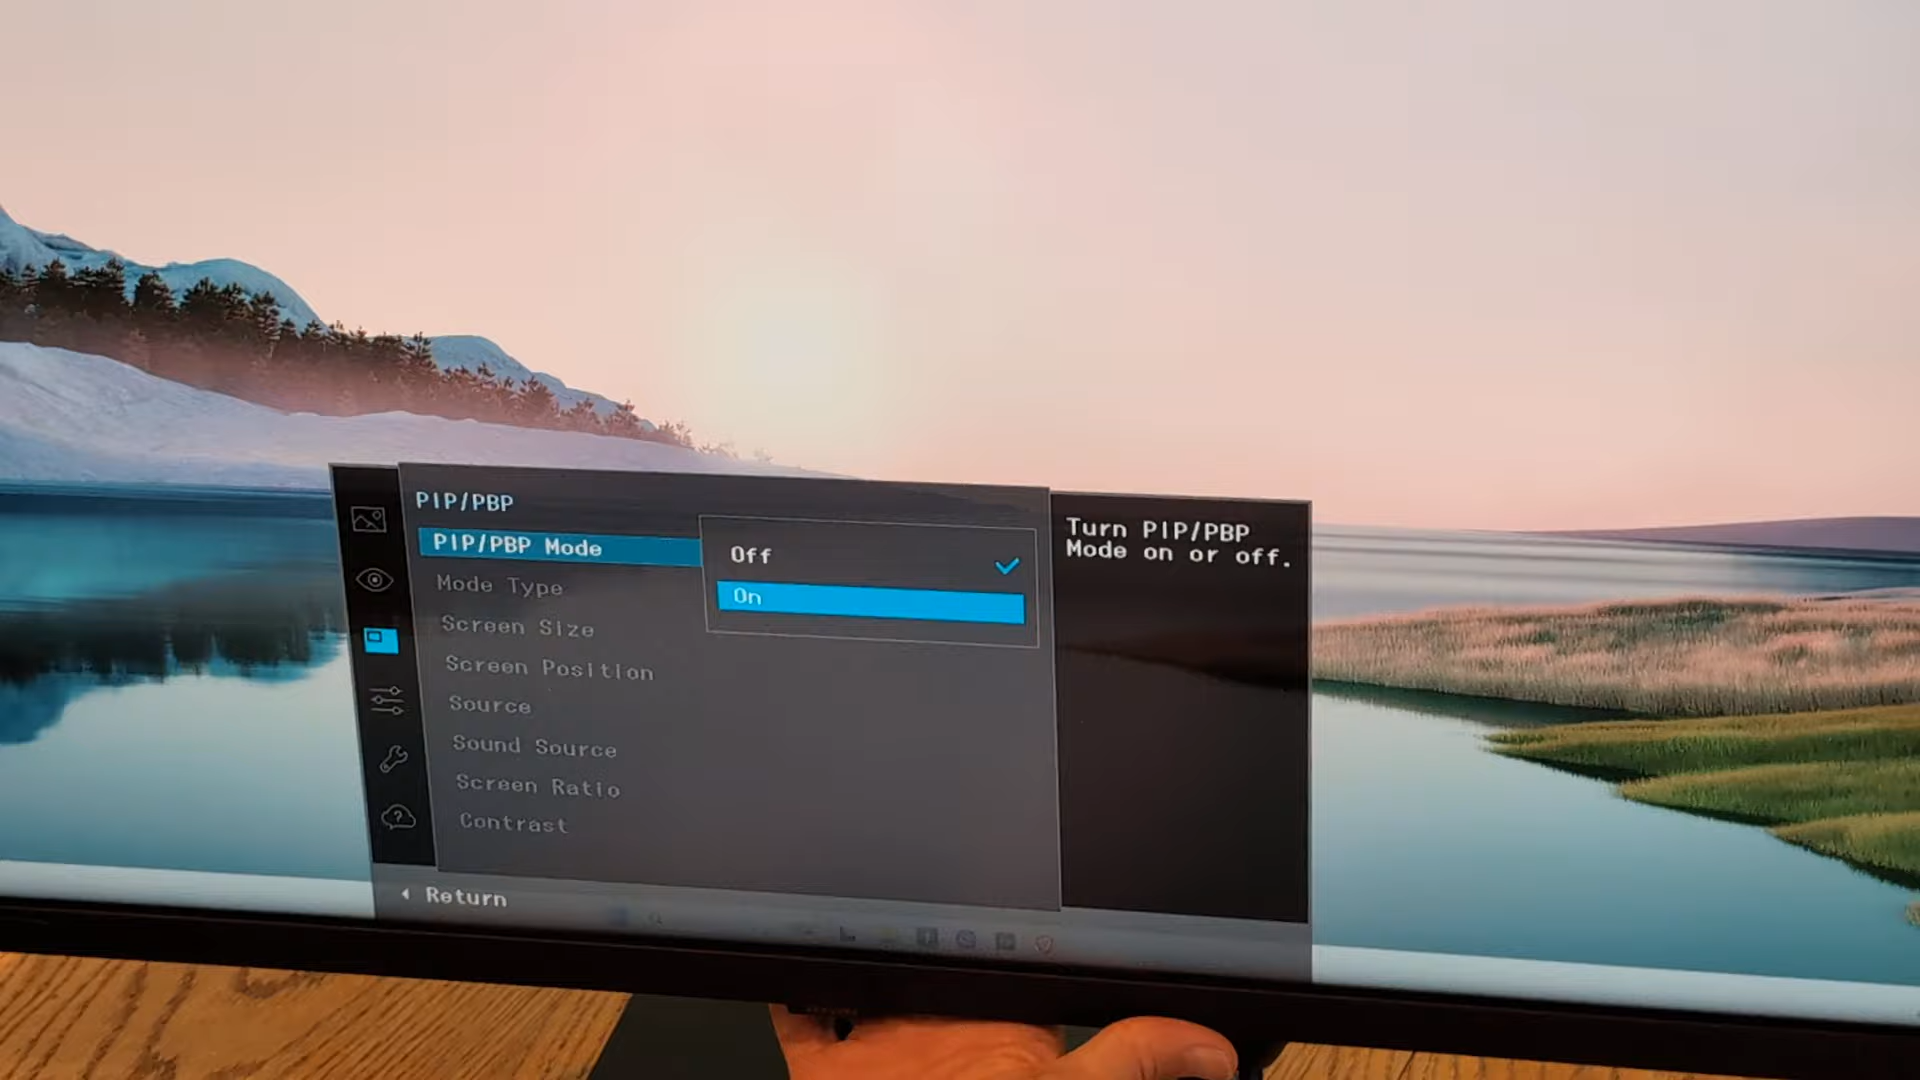 PIP/PBP
PIP/PBP Mode
Off
On
Mode Type
Screen Size
Screen Position
Source
Sound Source
Screen Ratio
Contrast
Return
Turn PIP/PBP
Mode on or off.